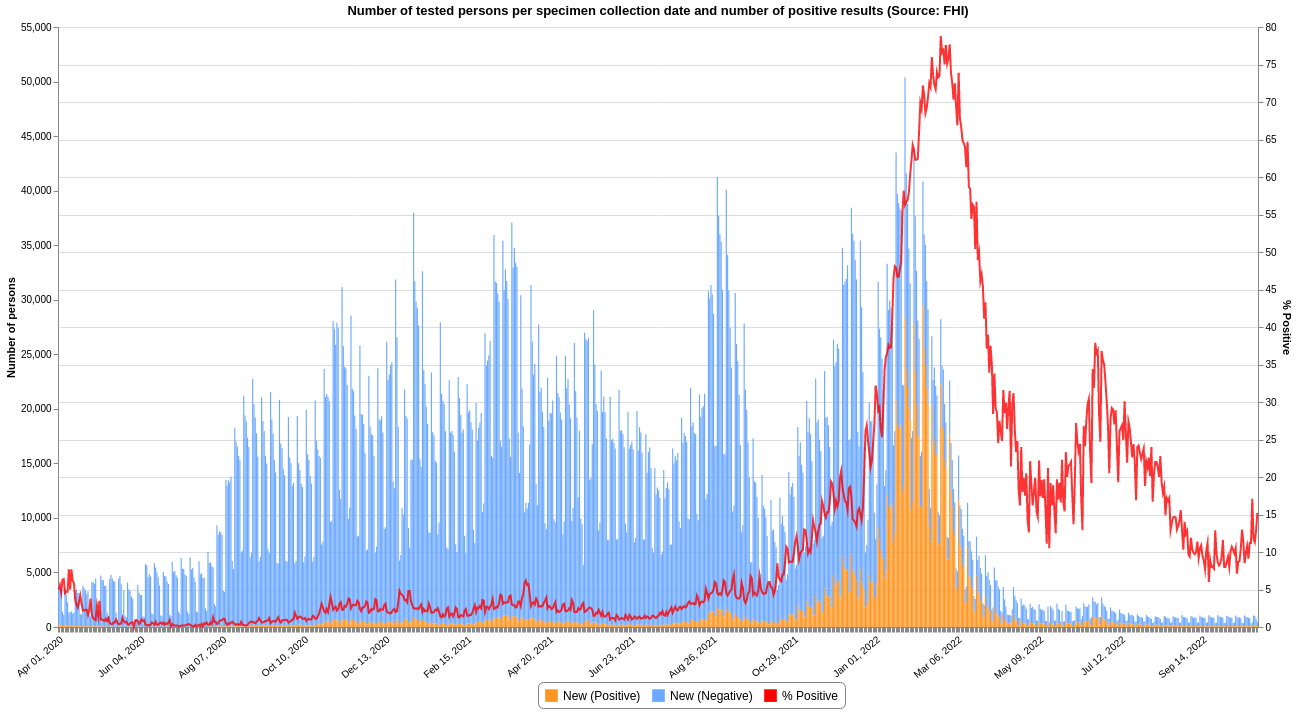 Number of tested persons per specimen collection date and number of positive results (Source: FHI)
55,000
50,000
45,000
40,000
35,000
30,000
25,000
20,000
15,000
10,000
5,000
0
Number of persons
80
75
70
65
60
55
50
45
40
35
30
25
20
15
10
5
0
% Positive
Apr 01, 2020
Jun 04, 2020
Aug 07, 2020
Oct 10, 2020
Dec 13, 2020
Feb 15, 2021
Apr 20, 2021
Jun 23, 2021
Aug 26, 2021
Oct 29, 2021
Jan 01, 2022
Mar 06, 2022
May 09, 2022
Jul 12, 2022
Sep 14, 2022
New (Positive) New (Negative) % Positive